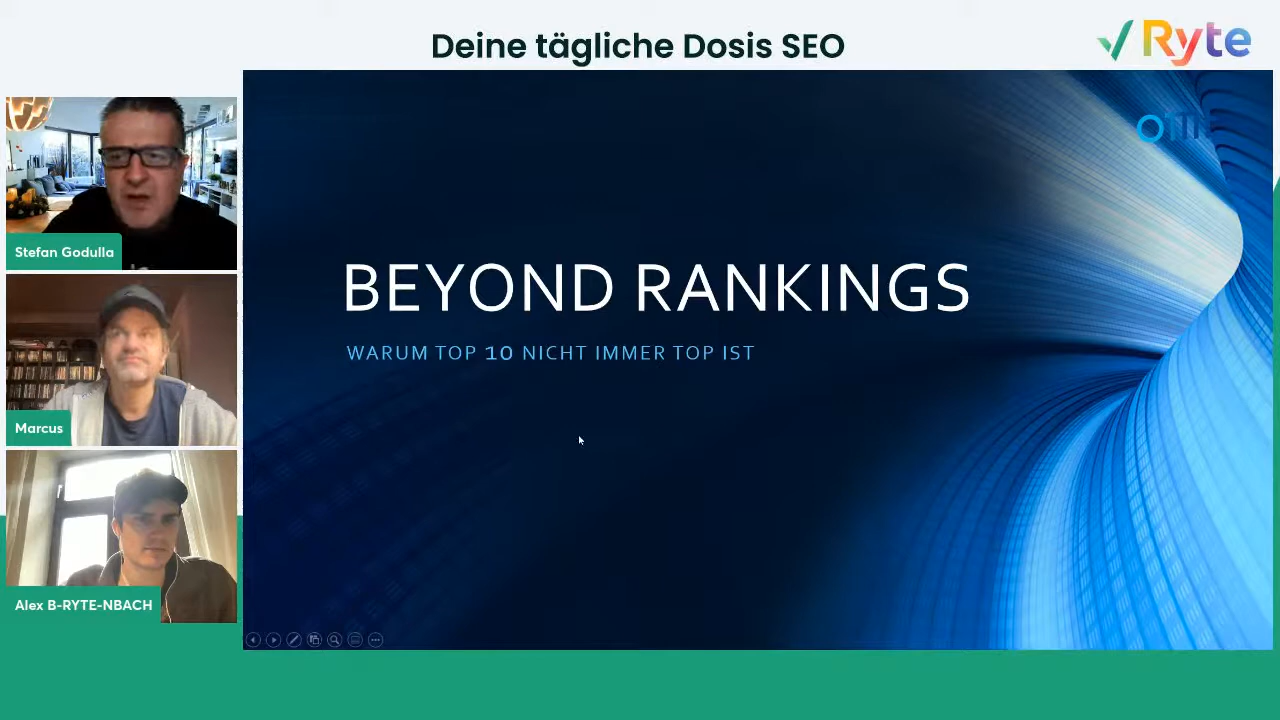 Deine tägliche Dosis SEO
Ryte
Stefan Godulla
Marcus
Alex B-RYTE-NBACH
BEYOND RANKINGS
WARUM TOP 10 NICHT IMMER TOP IST